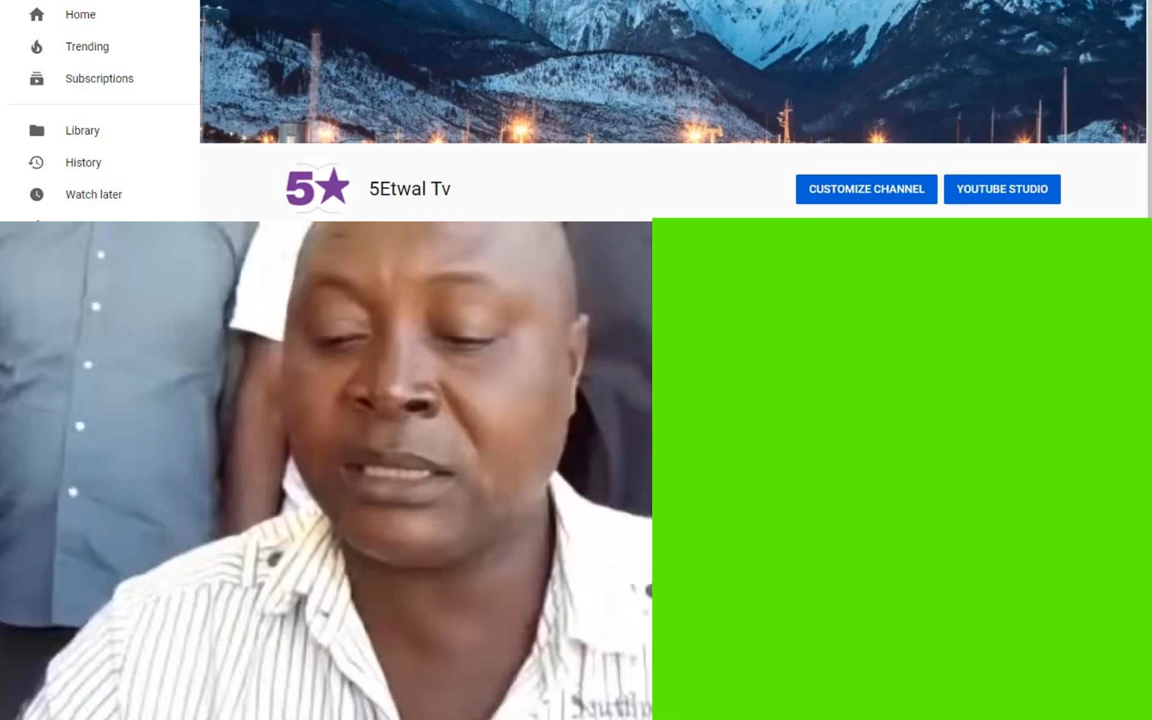 Home
Trending
Subscriptions
Library
History
Watch later
5★
5Etwal Tv
CUSTOMIZE CHANNEL
YOUTUBE STUDIO